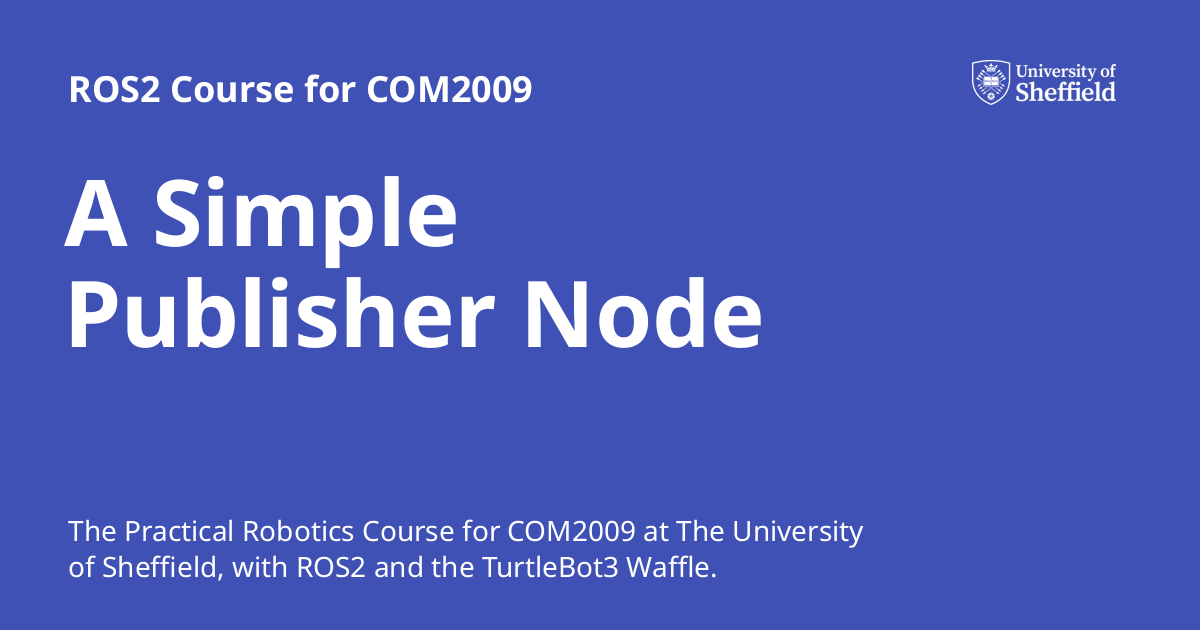 ROS2 Course for COM2009
University of
Sheffield
A Simple
Publisher Node
The Practical Robotics Course for COM2009 at The University
of Sheffield, with ROS2 and the TurtleBot3 Waffle.